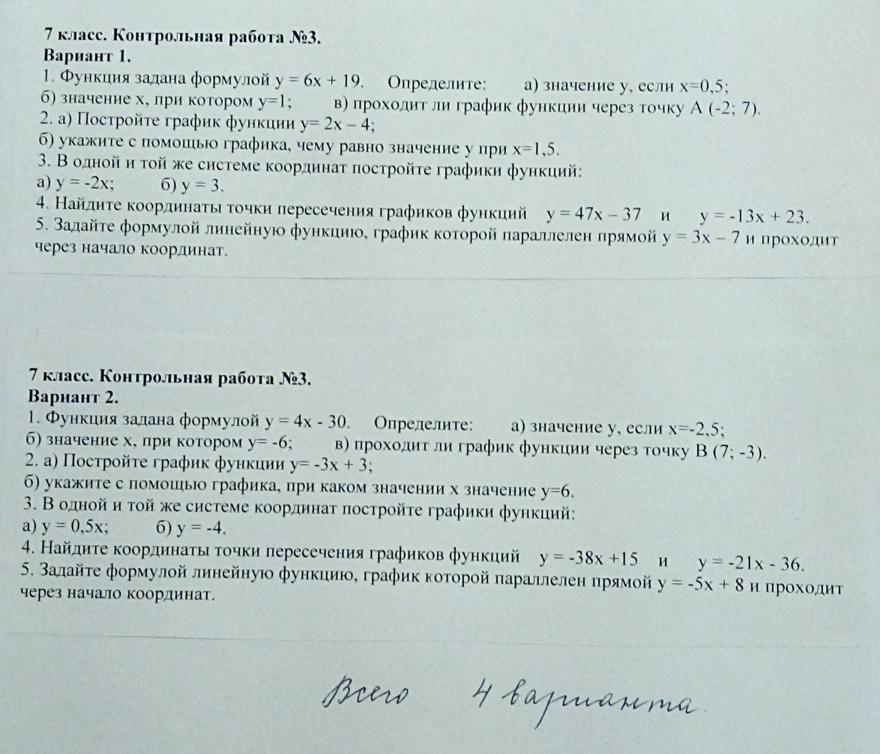 7 класс. Контрольная работа №3.
Вариант 1.
1. Функция задана формулой y = 6x + 19. Определите: а) значение y, если x=0,5;
б) значение x, при котором y=1; в) проходит ли график функции через точку А (-2; 7).
2. а) Постройте график функции y= 2x – 4;
б) укажите с помощью графика, чему равно значение y при x=1,5.
3. В одной и той же системе координат постройте графики функций:
а) y = -2x; б) y = 3.
4. Найдите координаты точки пересечения графиков функций y = 47x – 37 и y = -13x + 23.
5. Задайте формулой линейную функцию, график которой параллелен прямой y = 3x – 7 и проходит
через начало координат.
7 класс. Контрольная работа №3.
Вариант 2.
1. Функция задана формулой y = 4x - 30. Определите: а) значение y, если x=-2,5;
б) значение x, при котором y= -6; в) проходит ли график функции через точку В (7; -3).
2. а) Постройте график функции y= -3x + 3;
б) укажите с помощью графика, при каком значении x значение y=6.
3. В одной и той же системе координат постройте графики функций:
а) y = 0,5x; б) y = -4.
4. Найдите координаты точки пересечения графиков функций y = -38x +15 и y = -21x - 36.
5. Задайте формулой линейную функцию, график которой параллелен прямой y = -5x + 8 и проходит
через начало координат.
Всего 4 варианта.